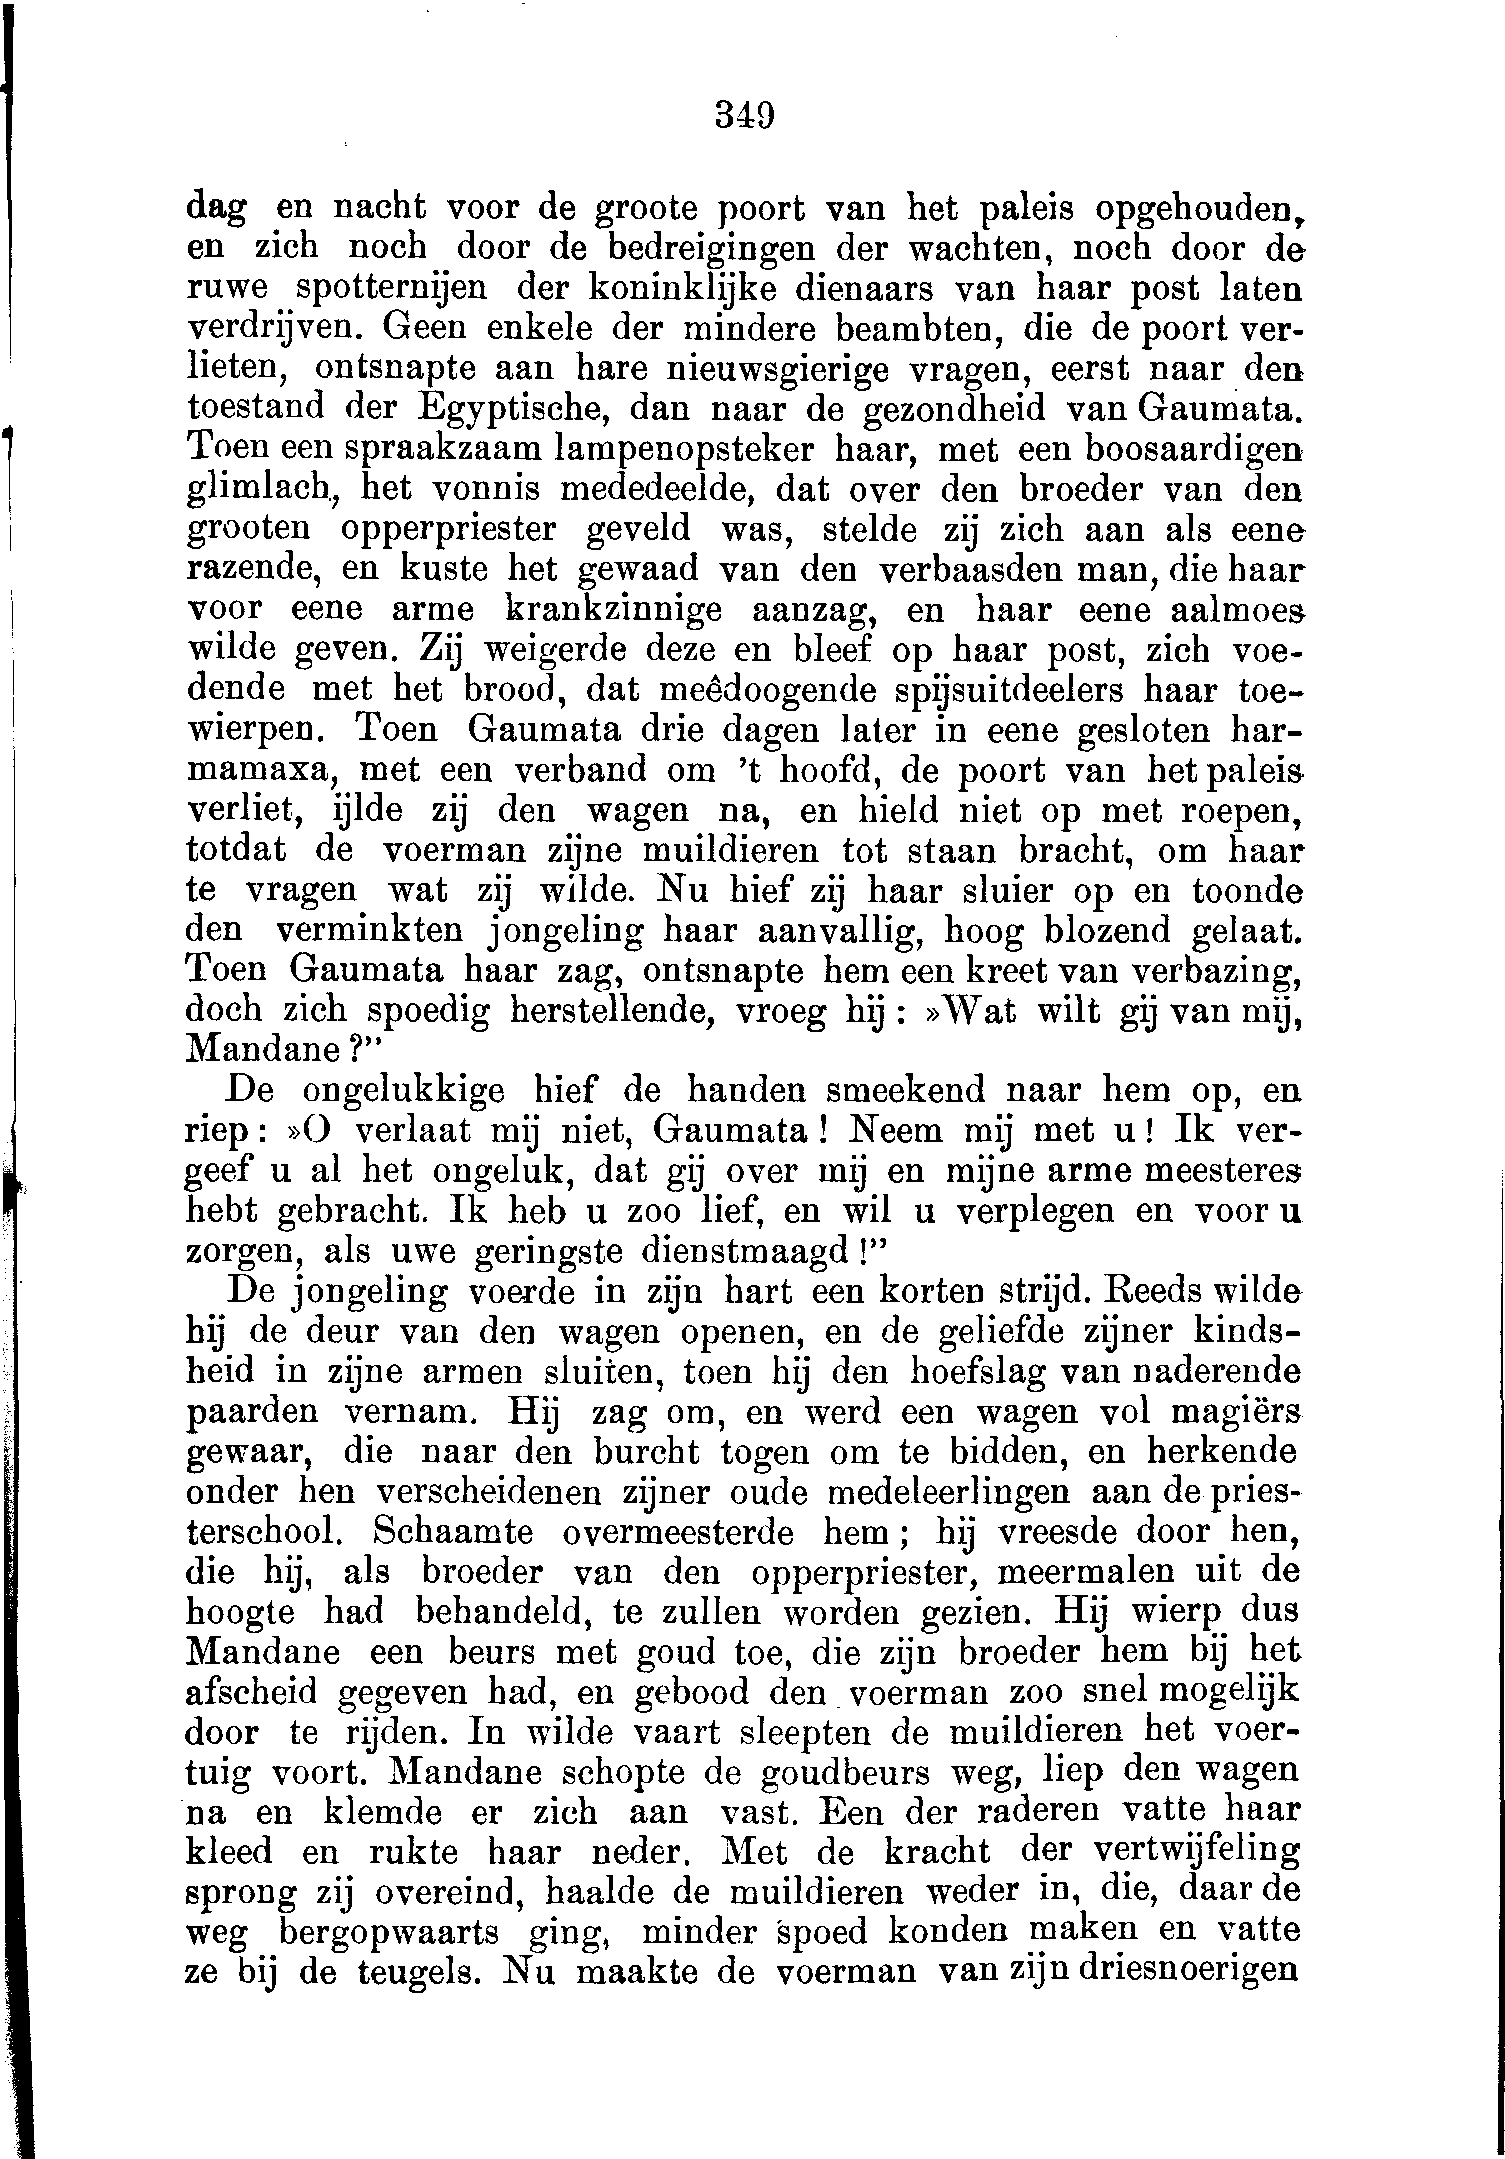 349
dag en nacht voor de groote poort van het paleis opgehouden,
en zich noch door de bedreigingen der wachten, noch door de
ruwe spotternijen der koninklijke dienaars van haar post laten
verdrijven. Geen enkele der mindere beambten, die de poort ver-
lieten, ontsnapte aan hare nieuwsgierige vragen, eerst naar den
toestand der Egyptische, dan naar de gezondheid van Gaumata.
Toen een spraakzaam lampenopsteker haar, met een boosaardigen
glimlach, het vonnis mededeelde, dat over den broeder van den
grooten opperpriester geveld was, stelde zij zich aan als eene
razende, en kuste het gewaad van den verbaasden man, die haar
voor eene arme krankzinnige aanzag, en haar eene aalmoes
wilde geven. Zij weigerde deze en bleef op haar post, zich voe-
dende met het brood, dat meêdoogende spijsuitdeelers haar toe-
wierpen. Toen Gaumata drie dagen later in eene gesloten har-
mamaxa, met een verband om 't hoofd, de poort van het paleis
verliet, ijlde zij den wagen na, en hield niet op met roepen,
totdat de voerman zijne muildieren tot staan bracht, om haar
te vragen wat zij wilde. Nu hief zij haar sluier op en toonde
den verminkten jongeling haar aanvallig, hoog blozend gelaat.
Toen Gaumata haar zag, ontsnapte hem een kreet van verbazing,
doch zich spoedig herstellende, vroeg hij : »Wat wilt gij van mij,
Mandane ?"
De ongelukkige hief de handen smeekend naar hem op, en
riep : »O verlaat mij niet, Gaumata ! Neem mij met u ! Ik ver-
geef u al het ongeluk, dat gij over mij en mijne arme meesteres
hebt gebracht. Ik heb u zoo lief, en wil u verplegen en voor u
zorgen, als uwe geringste dienstmaagd !"
De jongeling voerde in zijn hart een korten strijd. Reeds wilde
hij de deur van den wagen openen, en de geliefde zijner kinds-
heid in zijne armen sluiten, toen hij den hoefslag van naderende
paarden vernam. Hij zag om, en werd een wagen vol magiërs
gewaar, die naar den burcht togen om te bidden, en herkende
onder hen verscheidenen zijner oude medeleerlingen aan de pries-
terschool. Schaamte overmeesterde hem ; hij vreesde door hen,
die hij, als broeder van den opperpriester, meermalen uit de
hoogte had behandeld, te zullen worden gezien. Hij wierp dus
Mandane een beurs met goud toe, die zijn broeder hem bij het
afscheid gegeven had, en gebood den voerman zoo snel mogelijk
door te rijden. In wilde vaart sleepten de muildieren het voer-
tuig voort. Mandane schopte de goudbeurs weg, liep den wagen
na en klemde er zich aan vast. Een der raderen vatte haar
kleed en rukte haar neder. Met de kracht der vertwijfeling
sprong zij overeind, haalde de muildieren weder in, die, daar de
weg bergopwaarts ging, minder spoed konden maken en vatte
ze bij de teugels. Nu maakte de voerman van zijn driesnoerigen